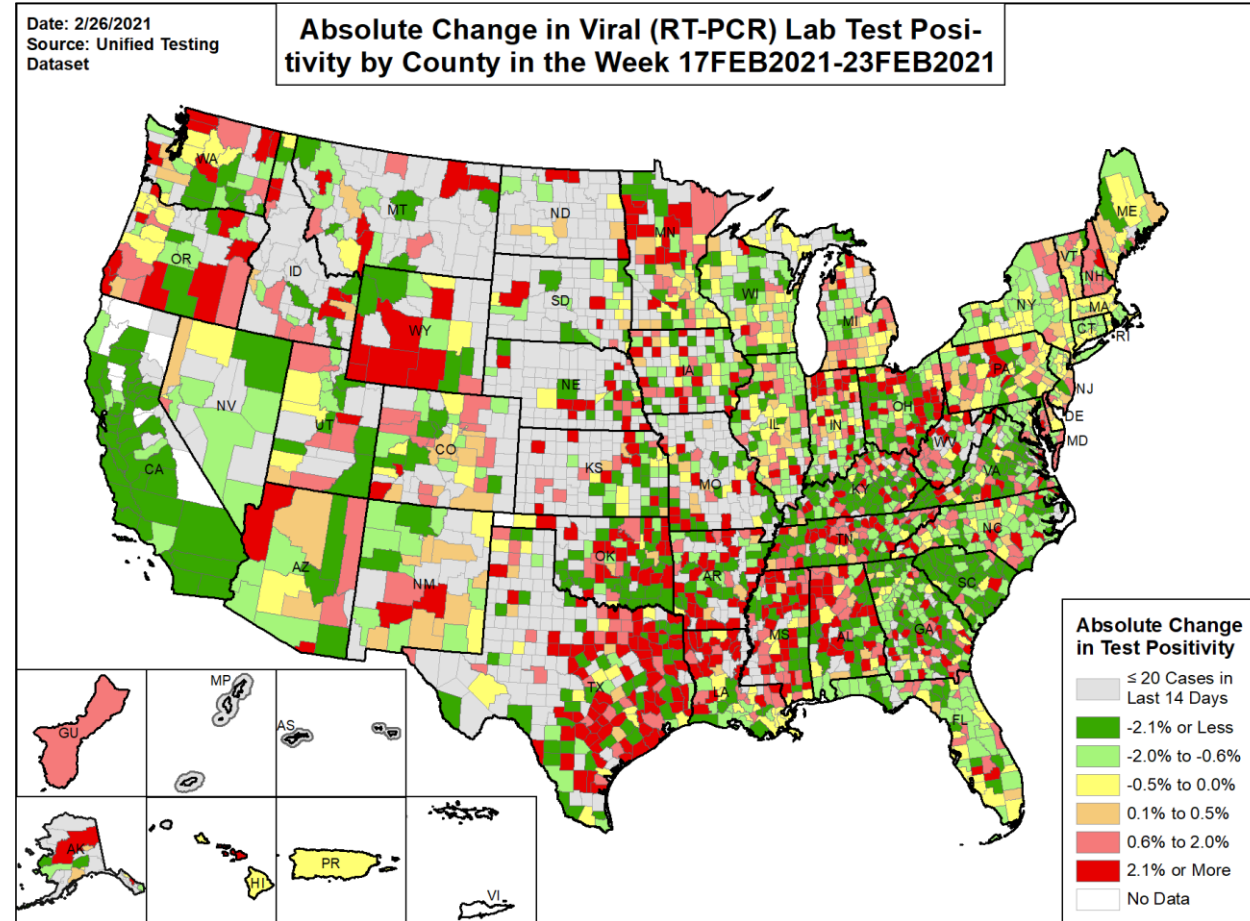 Date: 2/26/2021
Source: Unified Testing
Dataset
Absolute Change in Viral (RT-PCR) Lab Test Posi-
tivity by County in the Week 17FEB2021-23FEB2021
WA
MT
ND
MN
ME
OR
ID
SD
WI
VT
NH
NY
MA
CT
RI
WY
MI
IA
PA
NJ
NE
NV
UT
CO
IL
IN
OH
DE
MD
WV
VA
CA
KS
MO
KY
NC
TN
AZ
NM
OK
AR
SC
MS
AL
GA
TX
LA
FL
GU
MP
AS
AK
HI
PR
VI
Absolute Change
in Test Positivity
≤ 20 Cases in
Last 14 Days
-2.1% or Less
-2.0% to -0.6%
-0.5% to 0.0%
0.1% to 0.5%
0.6% to 2.0%
2.1% or More
No Data